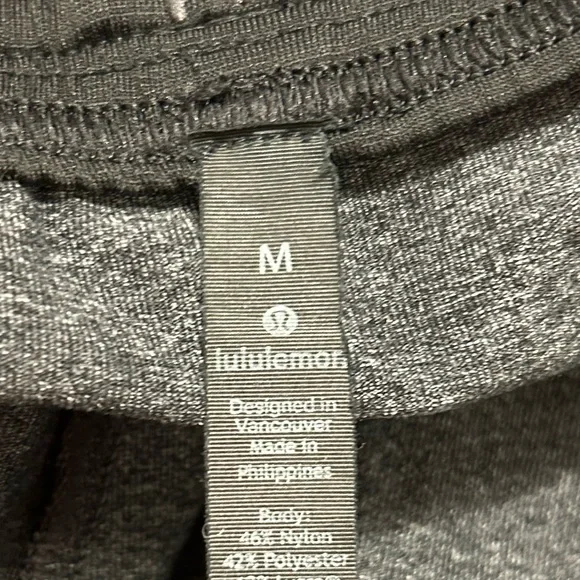 M
lululemon
Designed in
Vancouver
Made in
Philippines
Body:
46% Nylon
42% Polyester